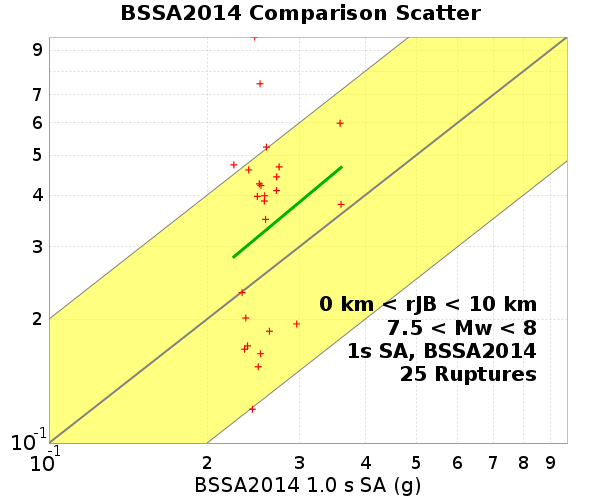 BSSA2014 Comparison Scatter
9
7
6
5
4
3
2
10-1
0 km < rJB < 10 km
7.5 < Mw < 8
1s SA, BSSA2014
25 Ruptures
10-1 2 3 4 5 6 7 8 9
BSSA2014 1.0 s SA (g)